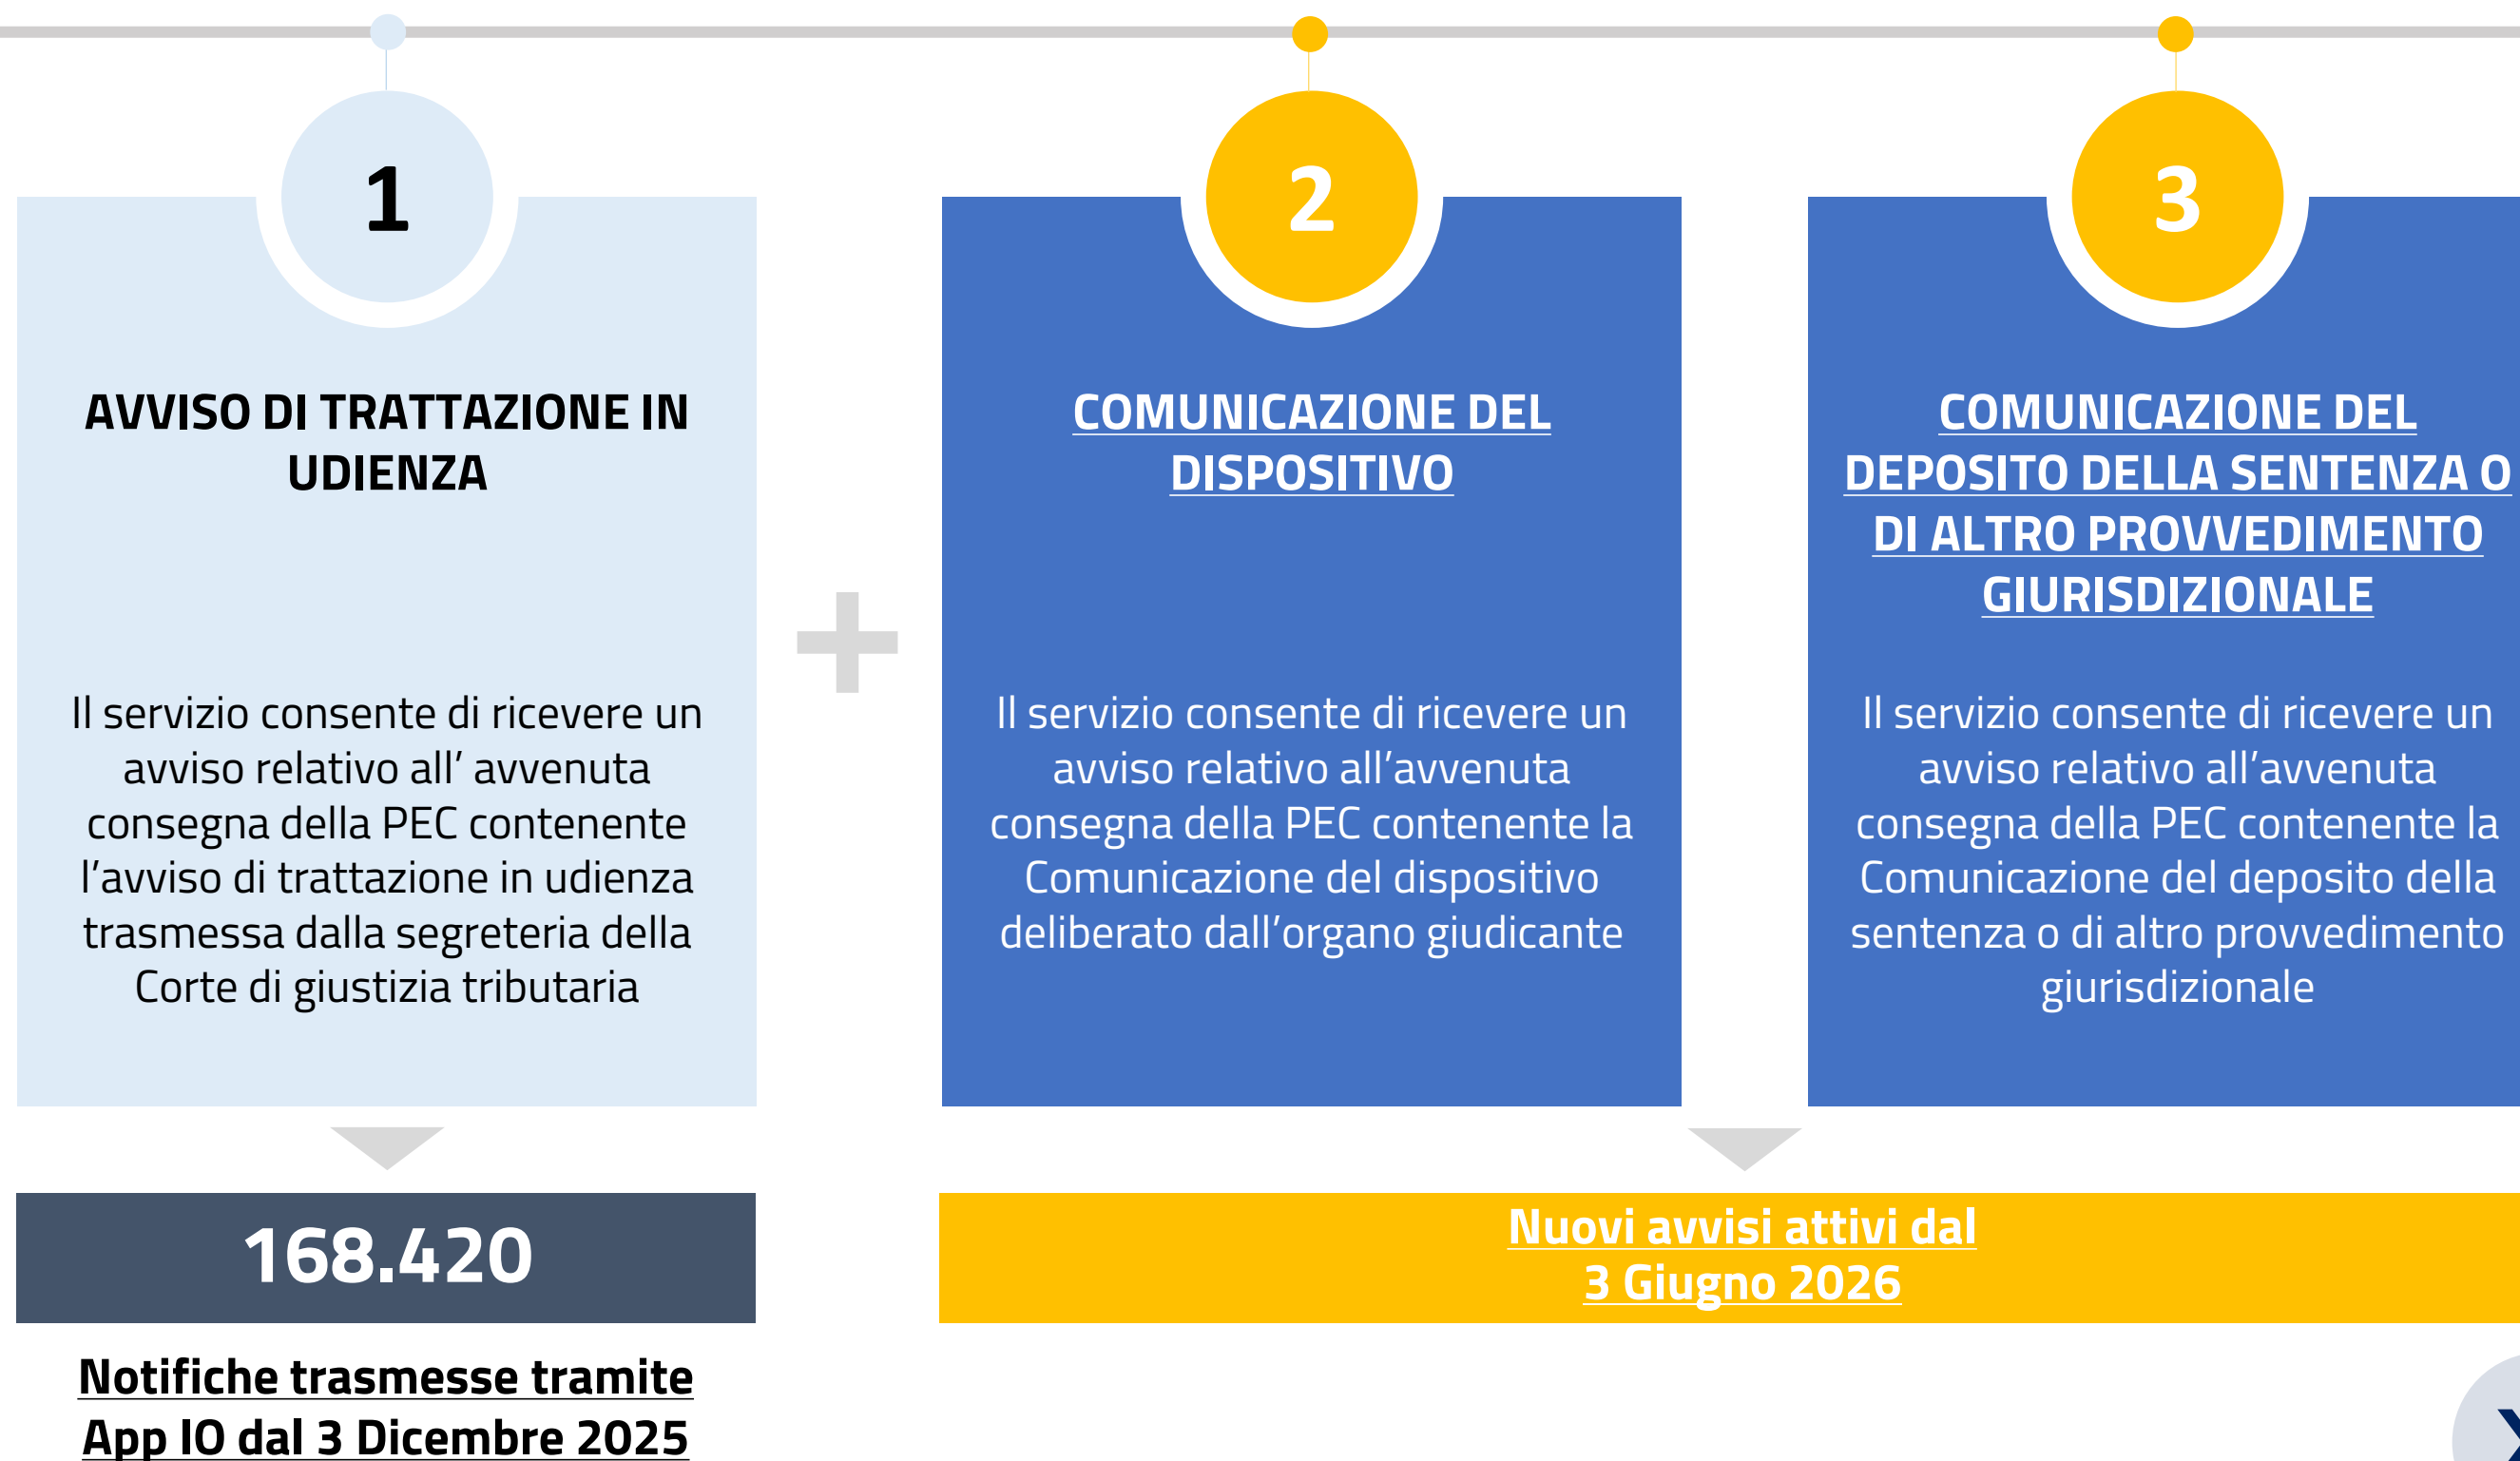 1
AVVISO DI TRATTAZIONE IN
UDIENZA
Il servizio consente di ricevere un
avviso relativo all’ avvenuta
consegna della PEC contenente
l’avviso di trattazione in udienza
trasmessa dalla segreteria della
Corte di giustizia tributaria
168.420
Notifiche trasmesse tramite
App IO dal 3 Dicembre 2025
2
COMUNICAZIONE DEL
DISPOSITIVO
Il servizio consente di ricevere un
avviso relativo all’avvenuta
consegna della PEC contenente la
Comunicazione del dispositivo
deliberato dall’organo giudicante
3
COMUNICAZIONE DEL
DEPOSITO DELLA SENTENZA O
DI ALTRO PROVVEDIMENTO
GIURISDIZIONALE
Il servizio consente di ricevere un
avviso relativo all’avvenuta
consegna della PEC contenente la
Comunicazione del deposito della
sentenza o di altro provvedimento
giurisdizionale
Nuovi avvisi attivi dal
3 Giugno 2026